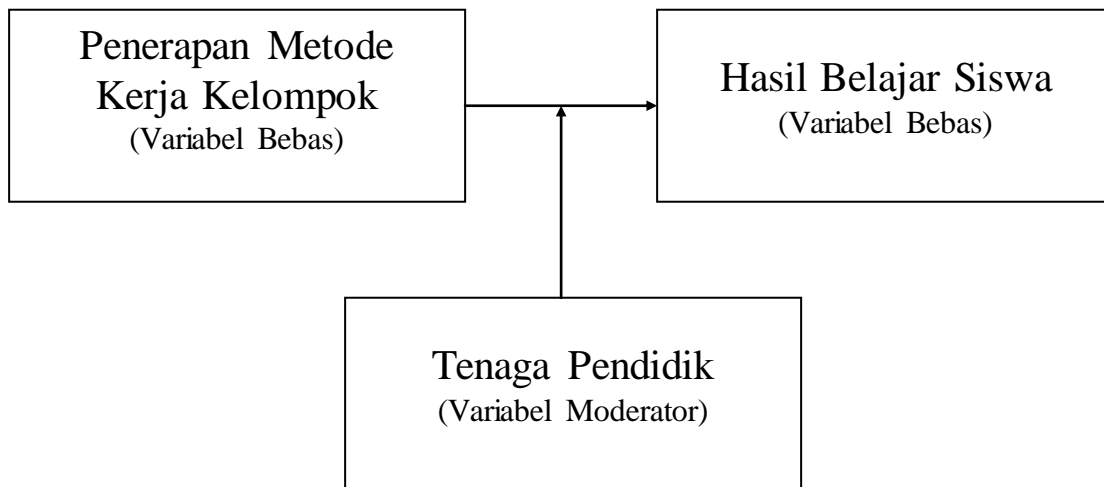 Penerapan Metode
Kerja Kelompok
(Variabel Bebas)
Hasil Belajar Siswa
(Variabel Bebas)
Tenaga Pendidik
(Variabel Moderator)